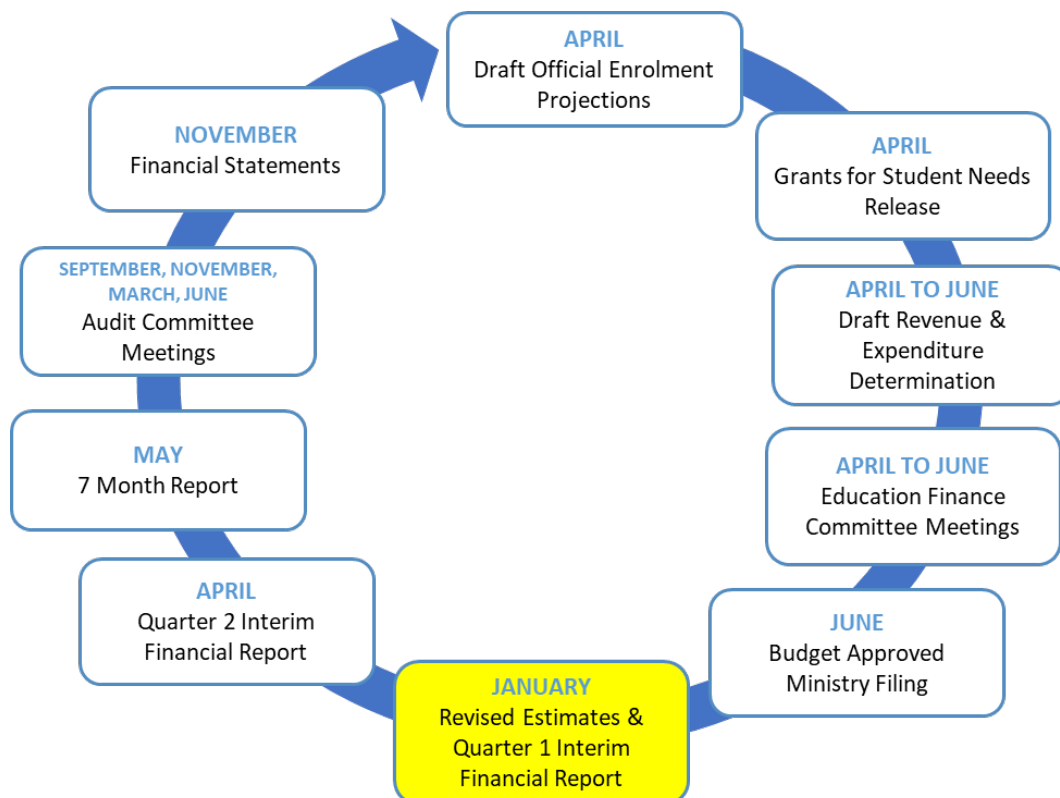 APRIL
Draft Official Enrolment
Projections
APRIL
Grants for Student Needs
Release
APRIL TO JUNE
Draft Revenue &
Expenditure
Determination
APRIL TO JUNE
Education Finance
Committee Meetings
JUNE
Budget Approved
Ministry Filing
JANUARY
Revised Estimates &
Quarter 1 Interim
Financial Report
APRIL
Quarter 2 Interim
Financial Report
MAY
7 Month Report
SEPTEMBER, NOVEMBER,
MARCH, JUNE
Audit Committee
Meetings
NOVEMBER
Financial Statements